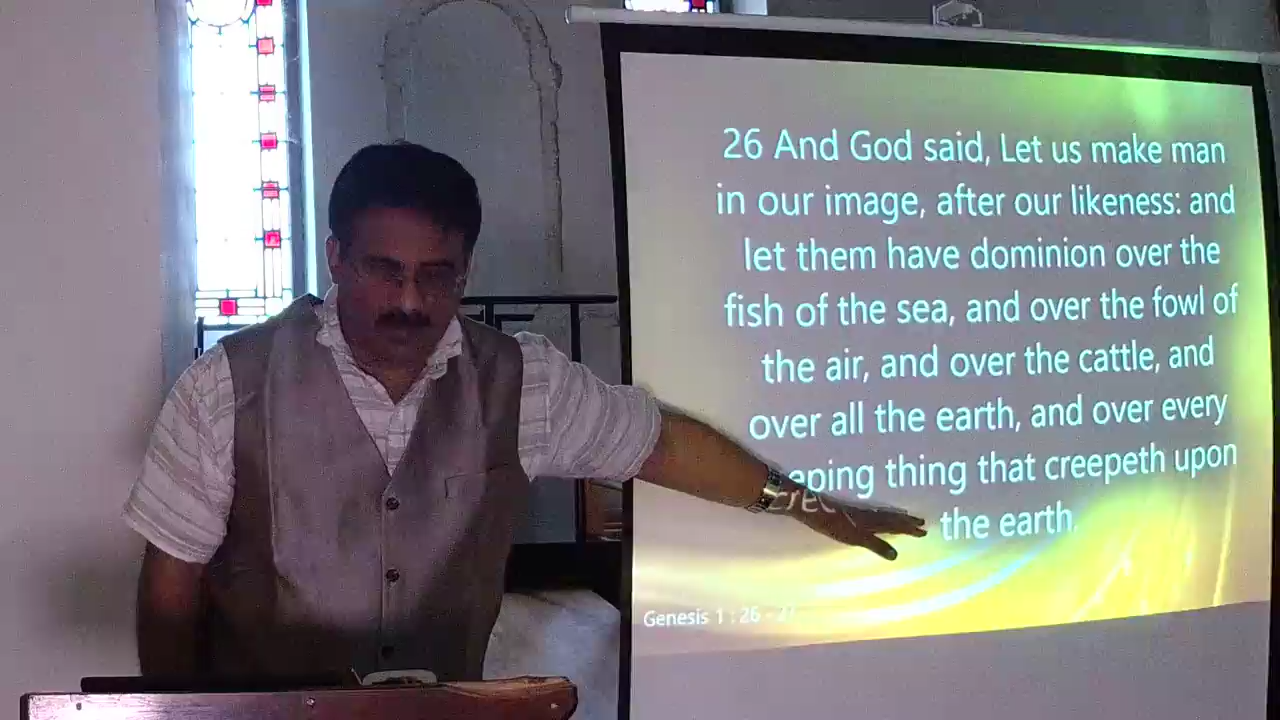 26 And God said, Let us make man
in our image, after our likeness: and
let them have dominion over the
fish of the sea, and over the fowl of
the air, and over the cattle, and
over all the earth, and over every
creeping thing that creepeth upon
the earth.
Genesis 1 : 26 - 27